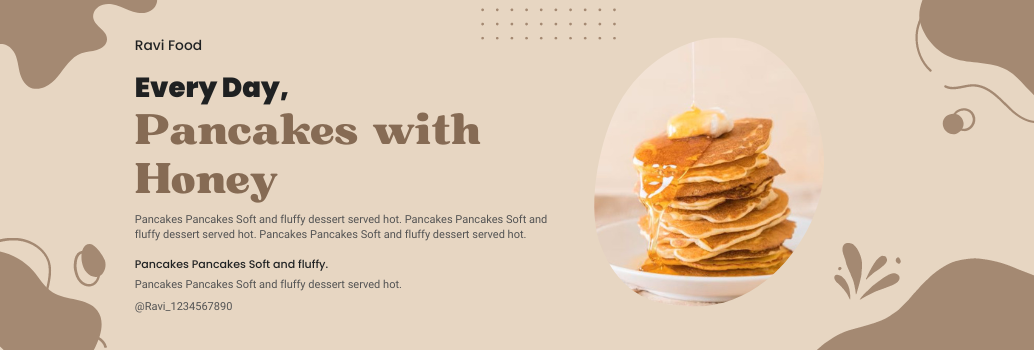 Ravi Food
Every Day,
Pancakes with
Honey
Pancakes Pancakes Soft and fluffy dessert served hot. Pancakes Pancakes Soft and
fluffy dessert served hot. Pancakes Pancakes Soft and fluffy dessert served hot.
Pancakes Pancakes Soft and fluffy.
Pancakes Pancakes Soft and fluffy dessert served hot.
@Ravi_1234567890